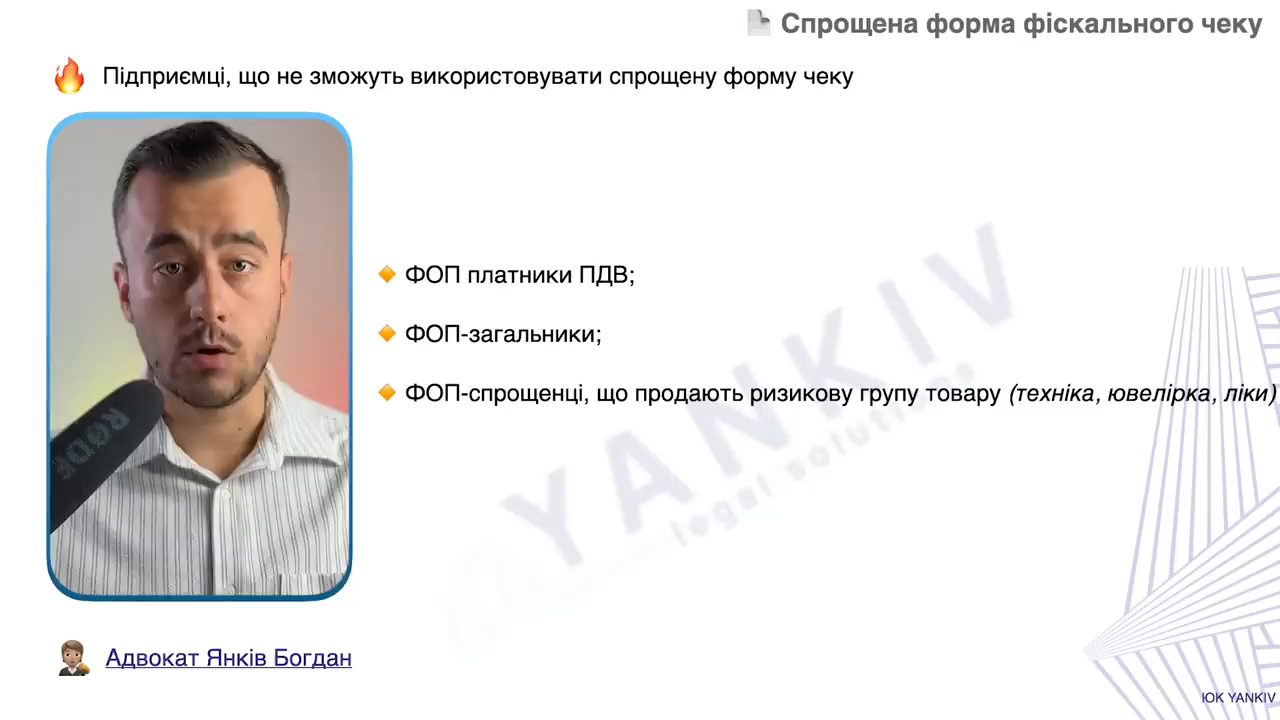 Спрощена форма фіскального чеку
Підприємці, що не зможуть використовувати спрощену форму чеку
ФОП платники ПДВ;
ФОП-загальники;
ФОП-спрощенці, що продають ризикову групу товару (техніка, ювелірка, ліки)
YANKIV
legal solutions
RØDE
Адвокат Янків Богдан
ЮК YANKIV